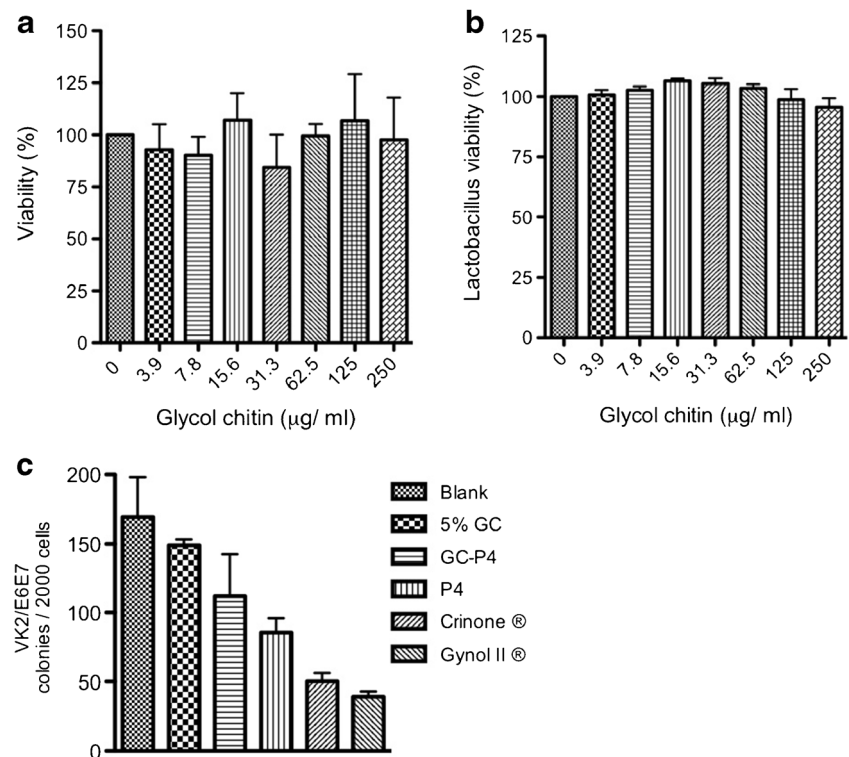 a
150
125
100
75
50
25
0
Viability (%)
0 3.9 7.8 15.6 31.3 62.5 125 250
Glycol chitin (μg/ ml)
b
125
100
75
50
25
0
Lactobacillus viability (%)
0 3.9 7.8 15.6 31.3 62.5 125 250
Glycol chitin (μg/ ml)
c
200
150
100
50
0
VK2/E6E7
colonies / 2000 cells
Blank
5% GC
GC-P4
P4
Crinone ®
Gynol II ®